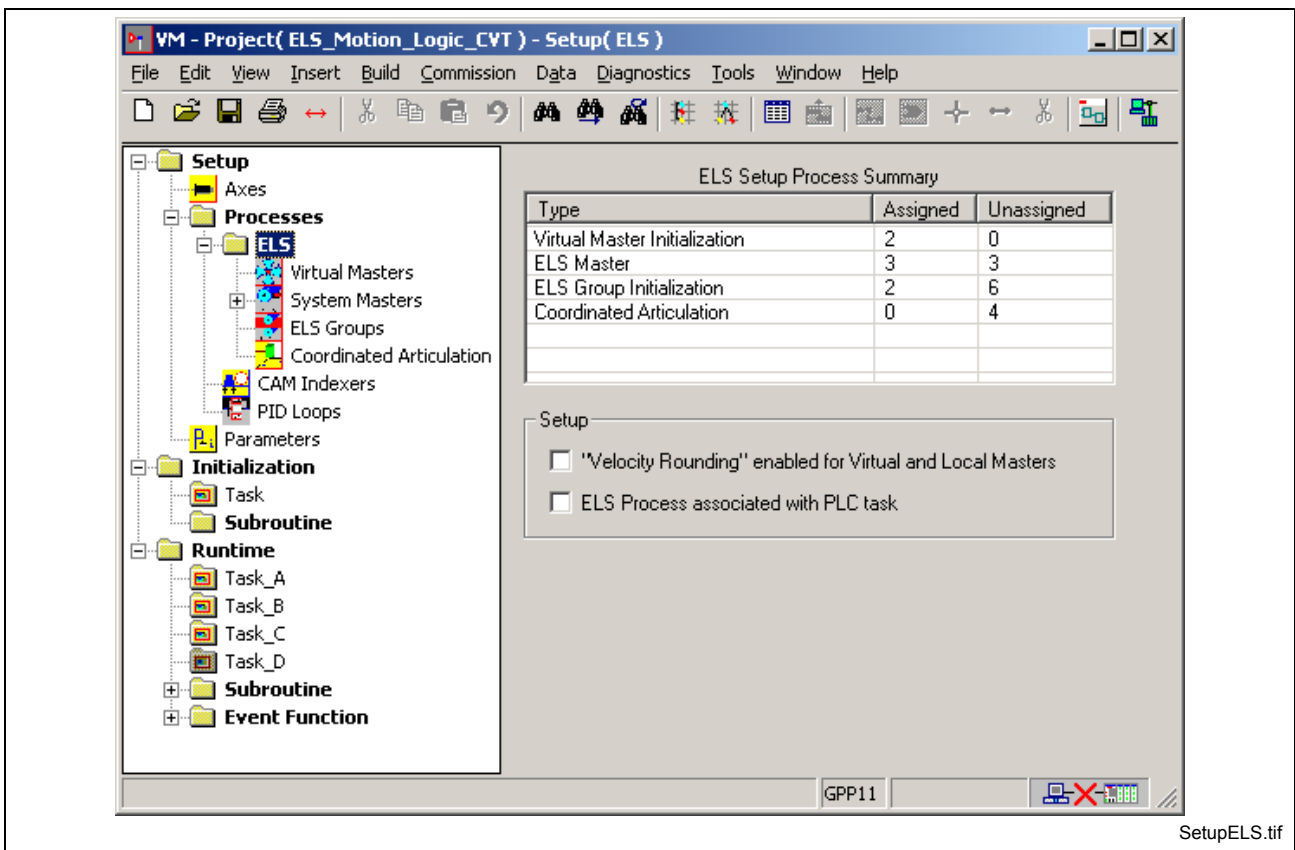 VM - Project( ELS_Motion_Logic_CVT ) - Setup( ELS )
File Edit View Insert Build Commission Data Diagnostics Tools Window Help
Setup
Axes
Processes
ELS
Virtual Masters
System Masters
ELS Groups
Coordinated Articulation
CAM Indexers
PID Loops
Parameters
Initialization
Task
Subroutine
Runtime
Task_A
Task_B
Task_C
Task_D
Subroutine
Event Function
ELS Setup Process Summary
Type Assigned Unassigned
Virtual Master Initialization 2 0
ELS Master 3 3
ELS Group Initialization 2 6
Coordinated Articulation 0 4
Setup
"Velocity Rounding" enabled for Virtual and Local Masters
ELS Process associated with PLC task
GPP11
SetupELS.tif